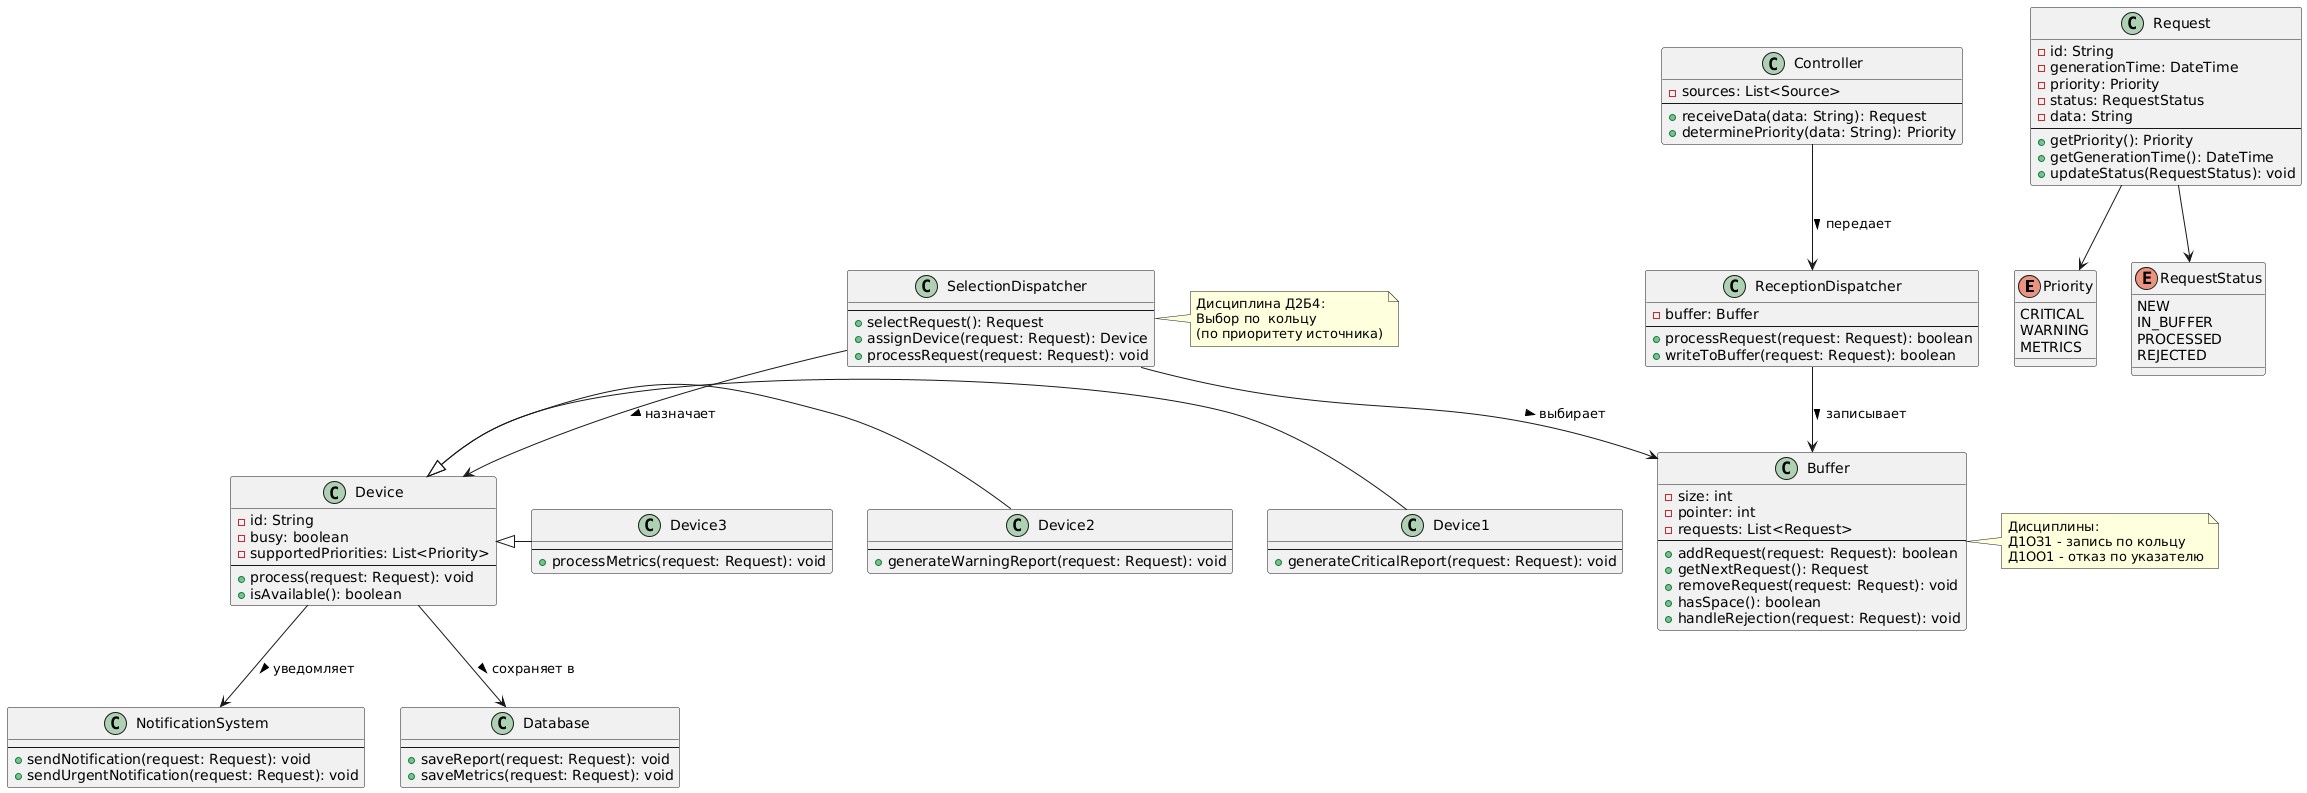 Request
id: String
generationTime: DateTime
priority: Priority
status: RequestStatus
data: String
getPriority(): Priority
getGenerationTime(): DateTime
updateStatus(RequestStatus): void
Controller
sources: List<Source>
receiveData(data: String): Request
determinePriority(data: String): Priority
передает
SelectionDispatcher
selectRequest(): Request
assignDevice(request: Request): Device
processRequest(request: Request): void
Дисциплина Д2Б4:
Выбор по  кольцу
(по приоритету источника)
ReceptionDispatcher
buffer: Buffer
processRequest(request: Request): boolean
writeToBuffer(request: Request): boolean
Priority
CRITICAL
WARNING
METRICS
RequestStatus
NEW
IN_BUFFER
PROCESSED
REJECTED
назначает
выбирает
записывает
Device
id: String
busy: boolean
supportedPriorities: List<Priority>
process(request: Request): void
isAvailable(): boolean
Device3
processMetrics(request: Request): void
Device2
generateWarningReport(request: Request): void
Device1
generateCriticalReport(request: Request): void
Buffer
size: int
pointer: int
requests: List<Request>
addRequest(request: Request): boolean
getNextRequest(): Request
removeRequest(request: Request): void
hasSpace(): boolean
handleRejection(request: Request): void
Дисциплины:
Д1ОЗ1 - запись по кольцу
Д1ОО1 - отказ по указателю
уведомляет
сохраняет в
NotificationSystem
sendNotification(request: Request): void
sendUrgentNotification(request: Request): void
Database
saveReport(request: Request): void
saveMetrics(request: Request): void